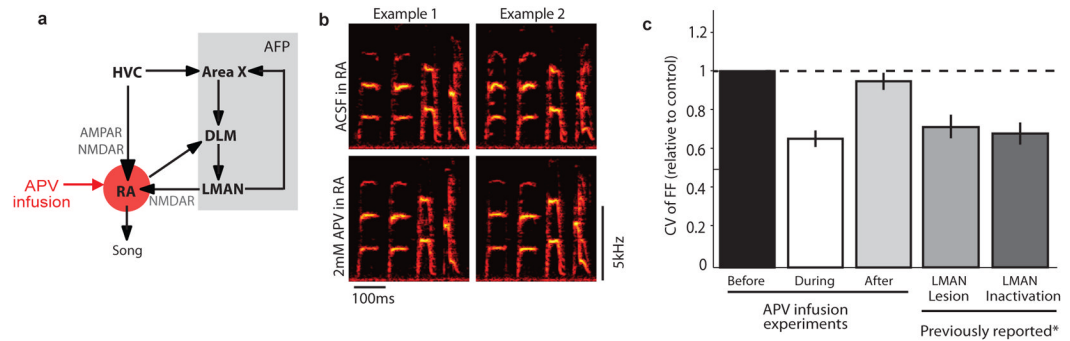 a
AFP
HVC
Area X
AMPAR
NMDAR
DLM
APV
infusion
RA
NMDAR
LMAN
Song
b
Example 1
Example 2
ACSF in RA
2mM APV in RA
5kHz
100ms
c
CV of FF (relative to control)
1.2
1
0.8
0.6
0.4
0.2
0
Before
During
After
LMAN
Lesion
LMAN
Inactivation
APV infusion
experiments
Previously reported*